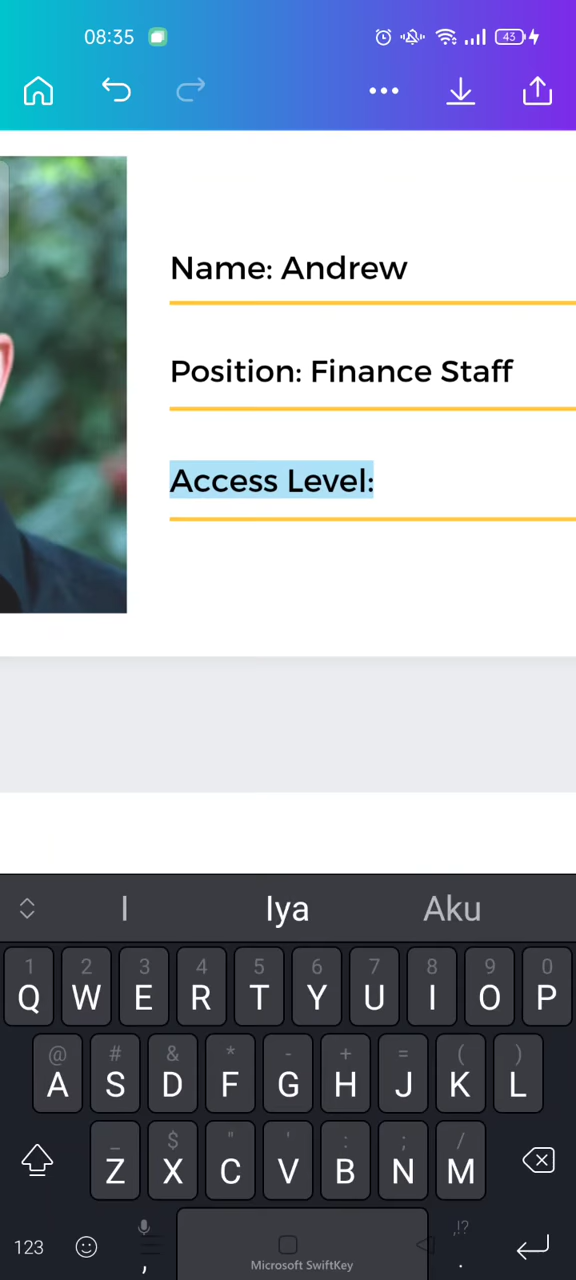 08:35
43
Name: Andrew
Position: Finance Staff
Access Level:
I Iya Aku
1 2 3 4 5 6 7 8 9 0
Q W E R T Y U I O P
@ # & * - + = ( )
A S D F G H J K L
_ $ " ' : ; /
Z X C V B N M
123 , ,!? .
Microsoft SwiftKey